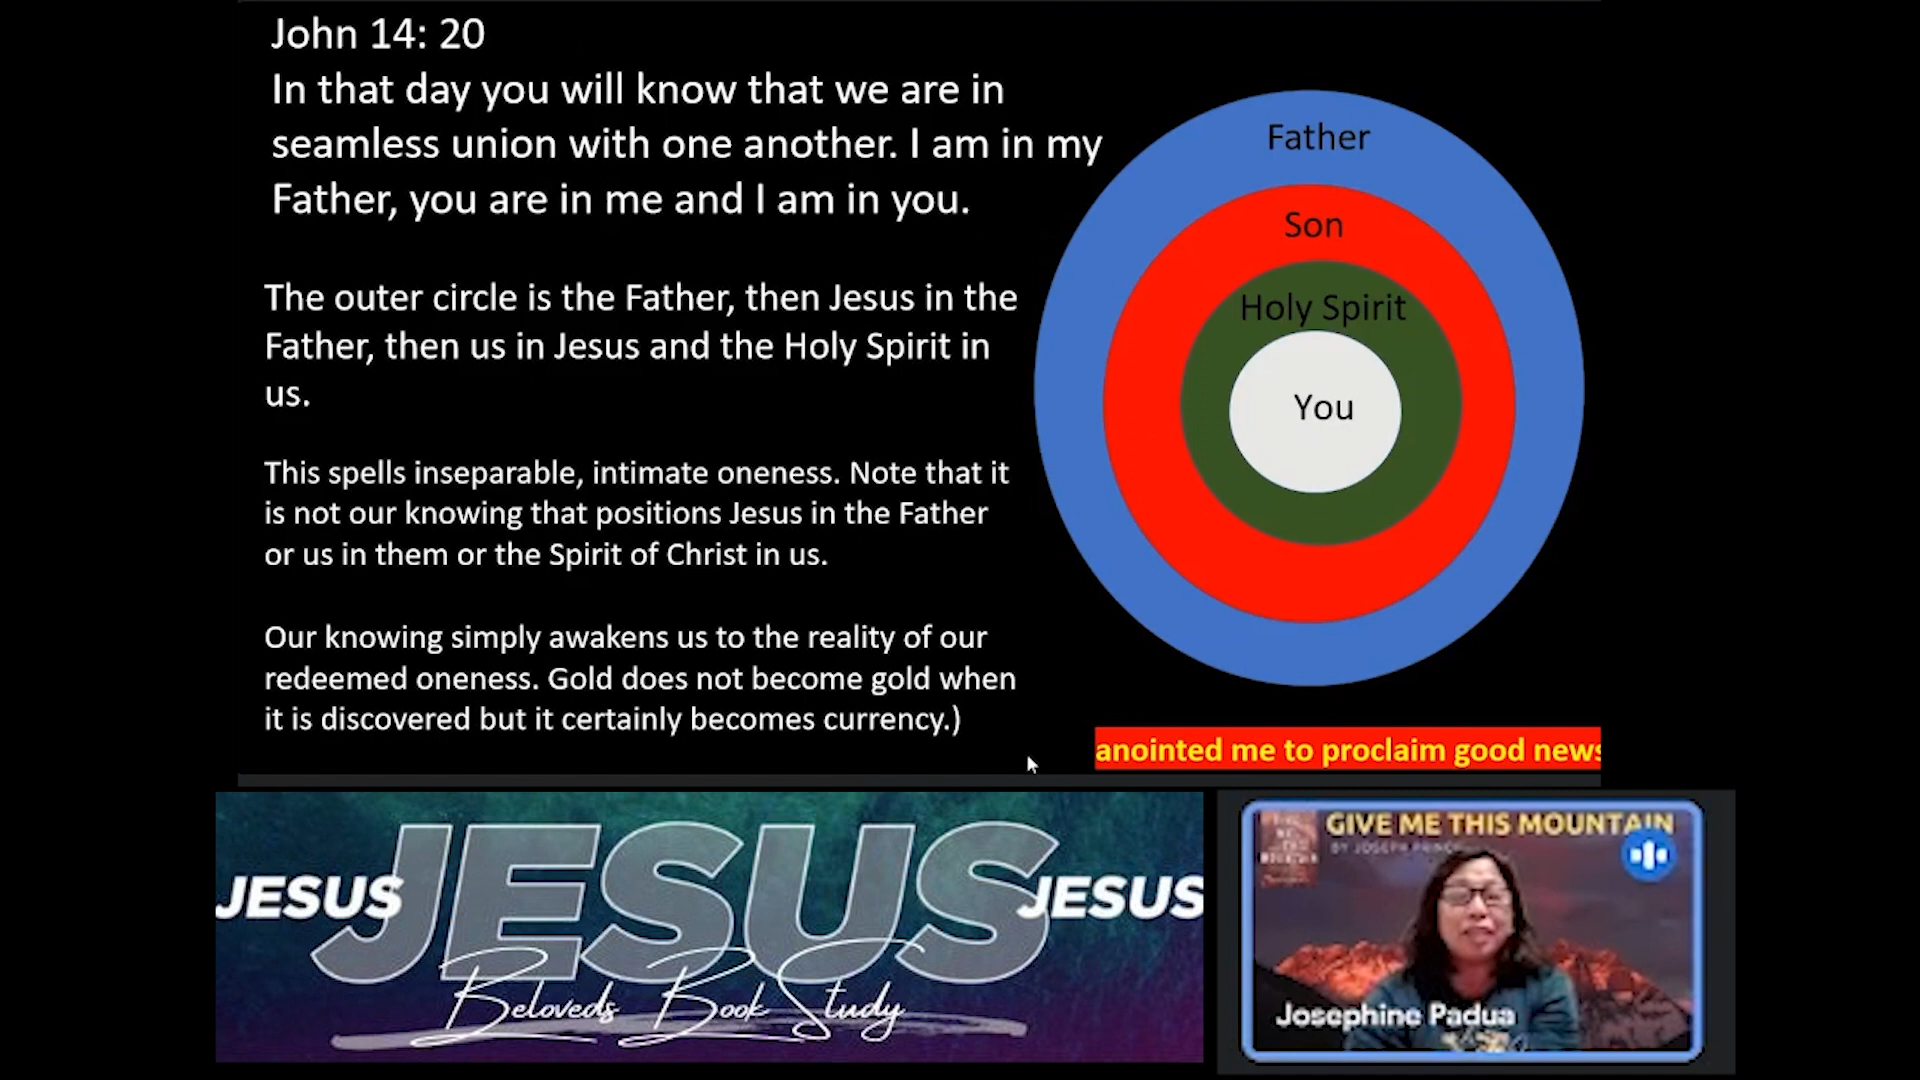 John 14: 20
In that day you will know that we are in
seamless union with one another. I am in my
Father, you are in me and I am in you.
The outer circle is the Father, then Jesus in the
Father, then us in Jesus and the Holy Spirit in
us.
This spells inseparable, intimate oneness. Note that it
is not our knowing that positions Jesus in the Father
or us in them or the Spirit of Christ in us.
Our knowing simply awakens us to the reality of our
redeemed oneness. Gold does not become gold when
it is discovered but it certainly becomes currency.)
Father
Son
Holy Spirit
You
anointed me to proclaim good news
JESUS
JESUS
JESUS
Beloveds Book Study
GIVE ME THIS MOUNTAIN
BY JOSEPH PRINCE
Josephine Padua